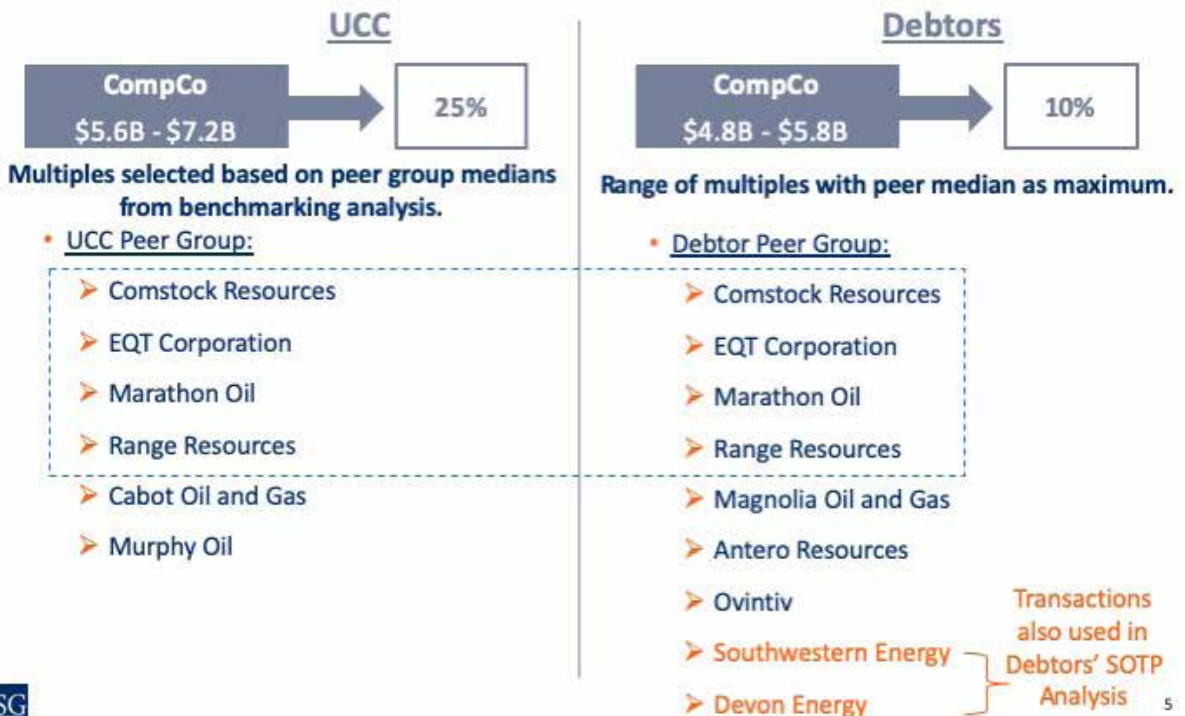 UCC
CompCo
$5.6B - $7.2B
25%
Multiples selected based on peer group medians
from benchmarking analysis.
• UCC Peer Group:
➢ Comstock Resources
➢ EQT Corporation
➢ Marathon Oil
➢ Range Resources
➢ Cabot Oil and Gas
➢ Murphy Oil
Debtors
CompCo
$4.8B - $5.8B
10%
Range of multiples with peer median as maximum.
• Debtor Peer Group:
➢ Comstock Resources
➢ EQT Corporation
➢ Marathon Oil
➢ Range Resources
➢ Magnolia Oil and Gas
➢ Antero Resources
➢ Ovintiv
➢ Southwestern Energy
➢ Devon Energy
Transactions
also used in
Debtors' SOTP
Analysis
SG
5